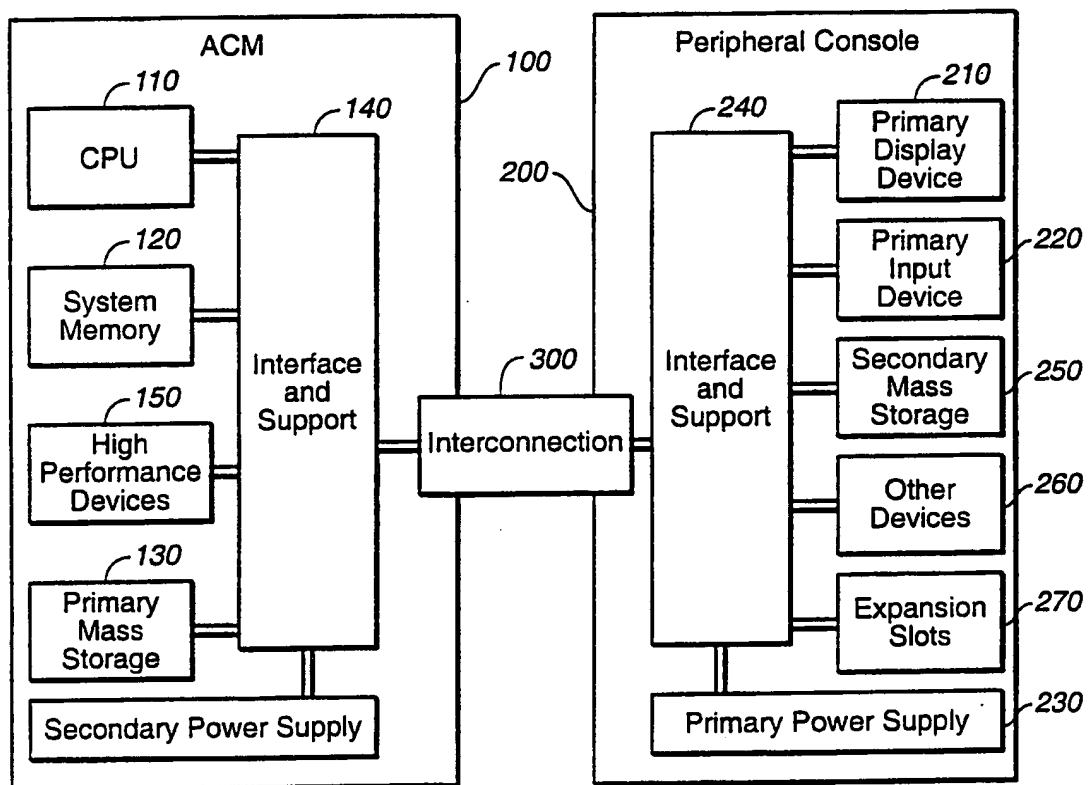 ACM
100
110
CPU
120
System
Memory
150
High
Performance
Devices
130
Primary
Mass
Storage
140
Interface
and
Support
Secondary Power Supply
300
Interconnection
Peripheral Console
200
240
Interface
and
Support
210
Primary
Display
Device
220
Primary
Input
Device
250
Secondary
Mass
Storage
260
Other
Devices
270
Expansion
Slots
230
Primary Power Supply